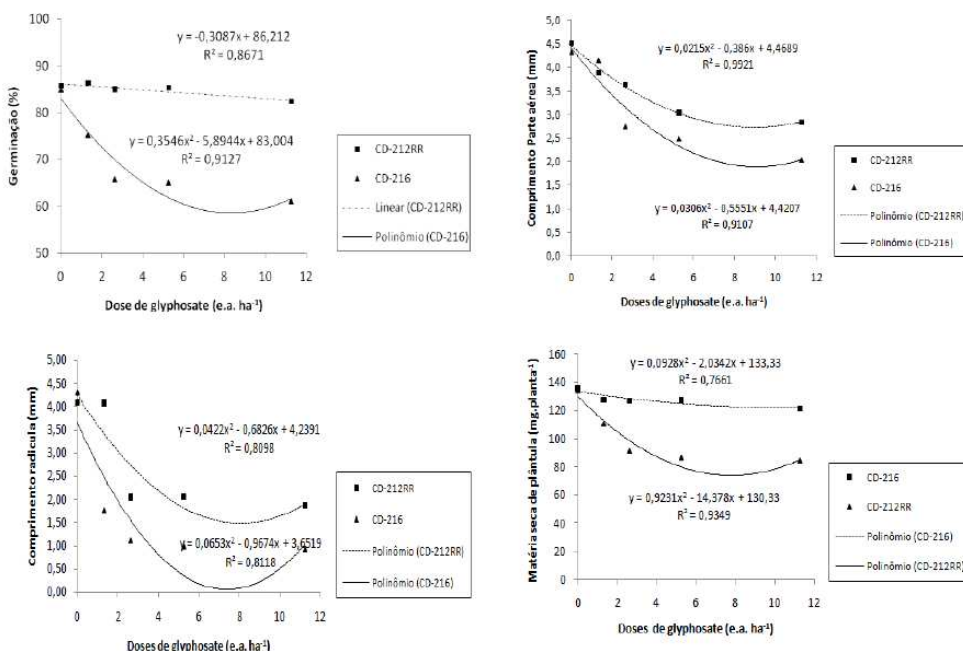 100
90
80
70
60
50
Germinação (%)
y = -0,3087x + 86,212
R² = 0,8671
y = 0,3546x² - 5,8944x + 83,004
R² = 0,9127
0 2 4 6 8 10 12
Dose de glyphosate (e.a. ha⁻¹)
CD-212RR
CD-216
Linear (CD-212RR)
Polinômio (CD-216)
5,0
4,5
4,0
3,5
3,0
2,5
2,0
1,5
1,0
0,5
0,0
Comprimento Parte aérea (mm)
y = 0,0215x² - 0,386x + 4,4689
R² = 0,9921
y = 0,0306x² - 0,5551x + 4,4207
R² = 0,9107
0 2 4 6 8 10 12
Doses de glyphosate (e.a. ha⁻¹)
CD-212RR
CD-216
Polinômio (CD-212RR)
Polinômio (CD-216)
5,00
4,50
4,00
3,50
3,00
2,50
2,00
1,50
1,00
0,50
0,00
Comprimento radícula (mm)
y = 0,0422x² - 0,6826x + 4,2391
R² = 0,8098
y = 0,0653x² - 0,9674x + 3,6519
R² = 0,8118
0 2 4 6 8 10 12
Doses de glyphosate (e.a. ha⁻¹)
CD-212RR
CD-216
Polinômio (CD-212RR)
Polinômio (CD-216)
160
140
120
100
80
60
40
20
0
Matéria seca de plântula (mg.planta⁻¹)
y = 0,0928x² - 2,0342x + 133,33
R² = 0,7661
y = 0,9231x² - 14,378x + 130,33
R² = 0,9349
0 2 4 6 8 10 12
Doses de glyphosate (e.a. ha⁻¹)
CD-216
CD-212RR
Polinômio (CD-216)
Polinômio (CD-212RR)